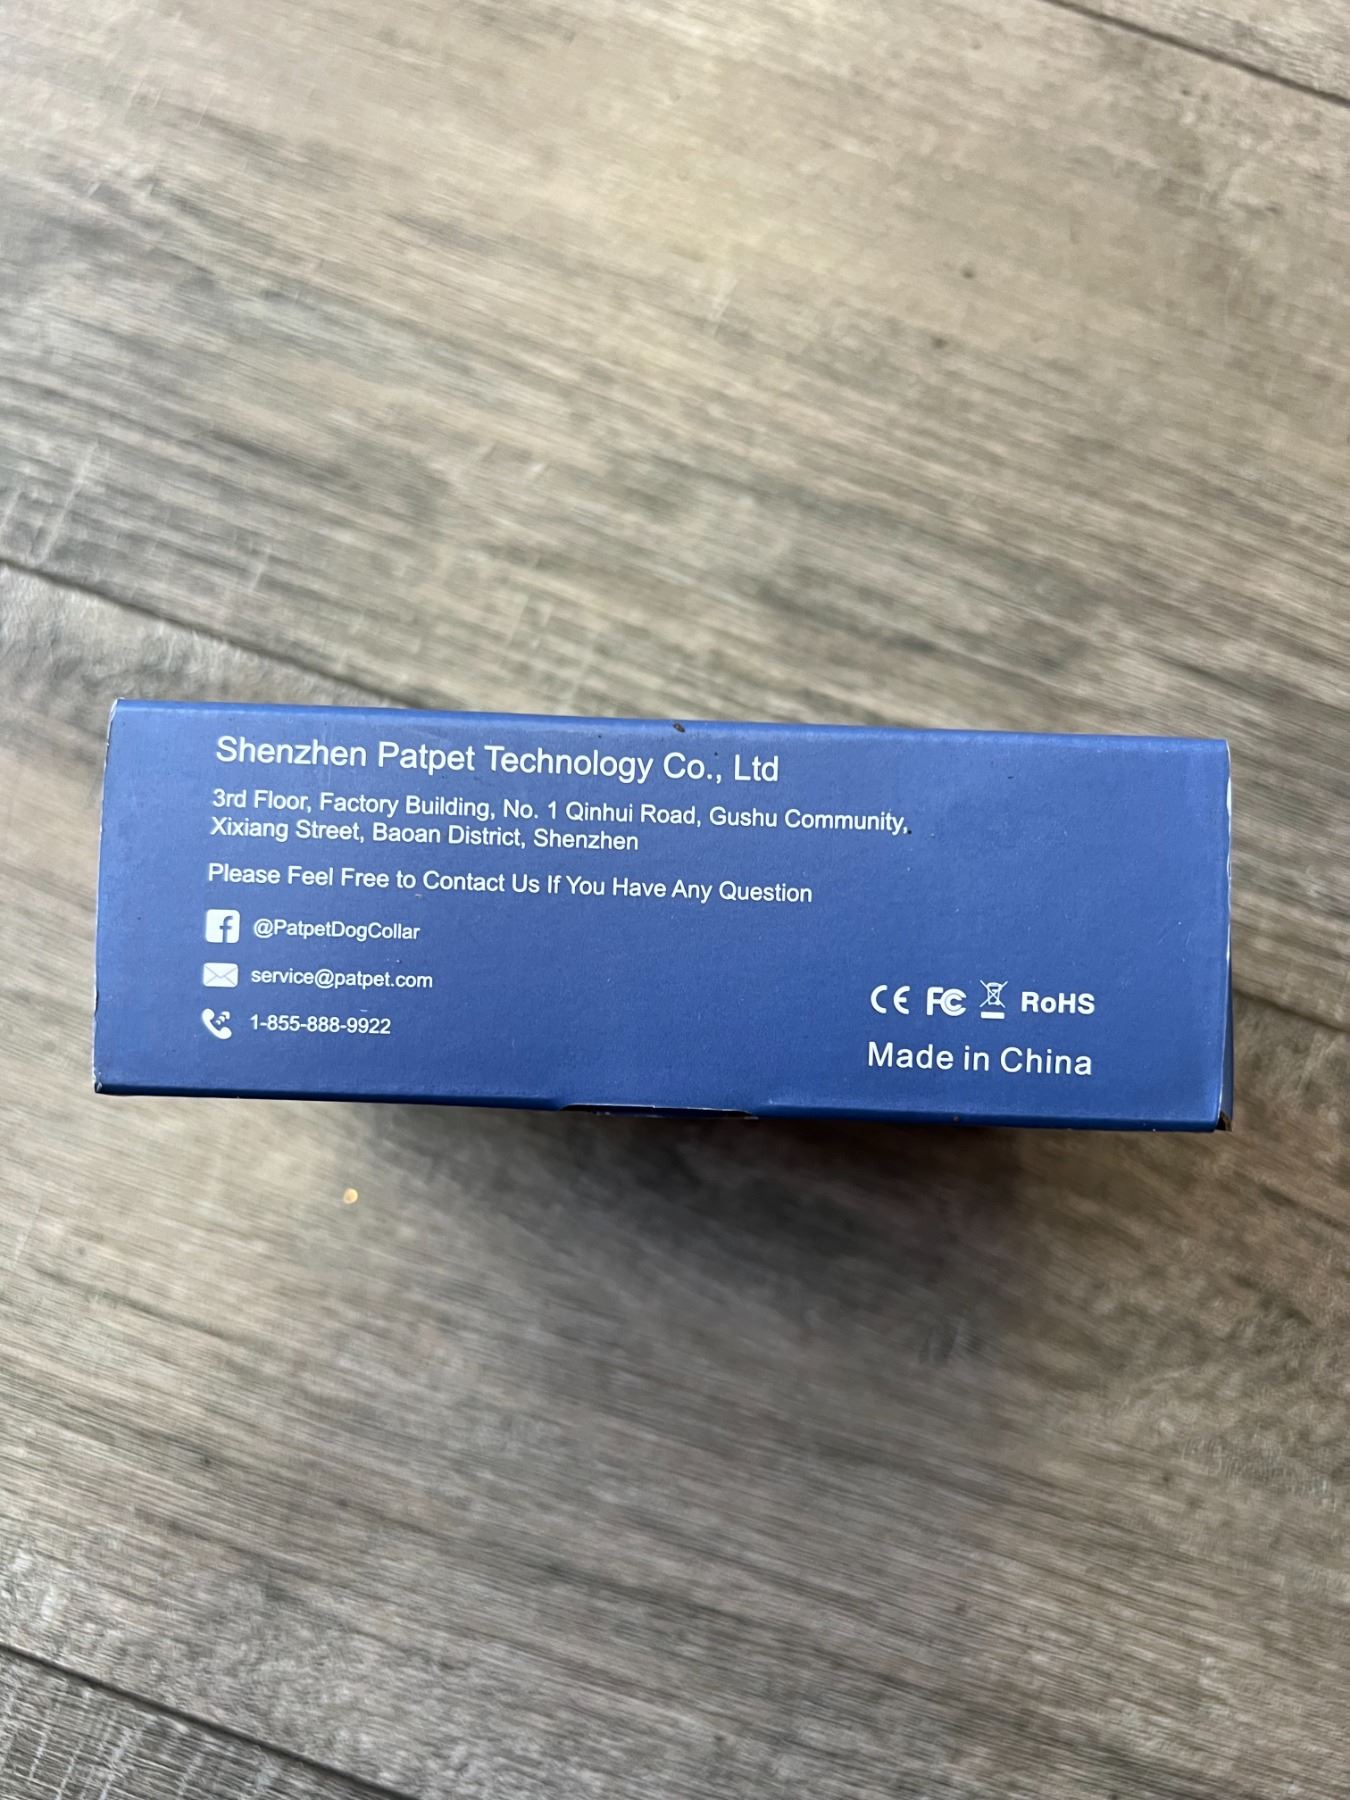 Shenzhen Patpet Technology Co., Ltd
3rd Floor, Factory Building, No. 1 Qinhui Road, Gushu Community,
Xixiang Street, Baoan District, Shenzhen
Please Feel Free to Contact Us If You Have Any Question
@PatpetDogCollar
service@patpet.com
1-855-888-9922
CE FC RoHS
Made in China